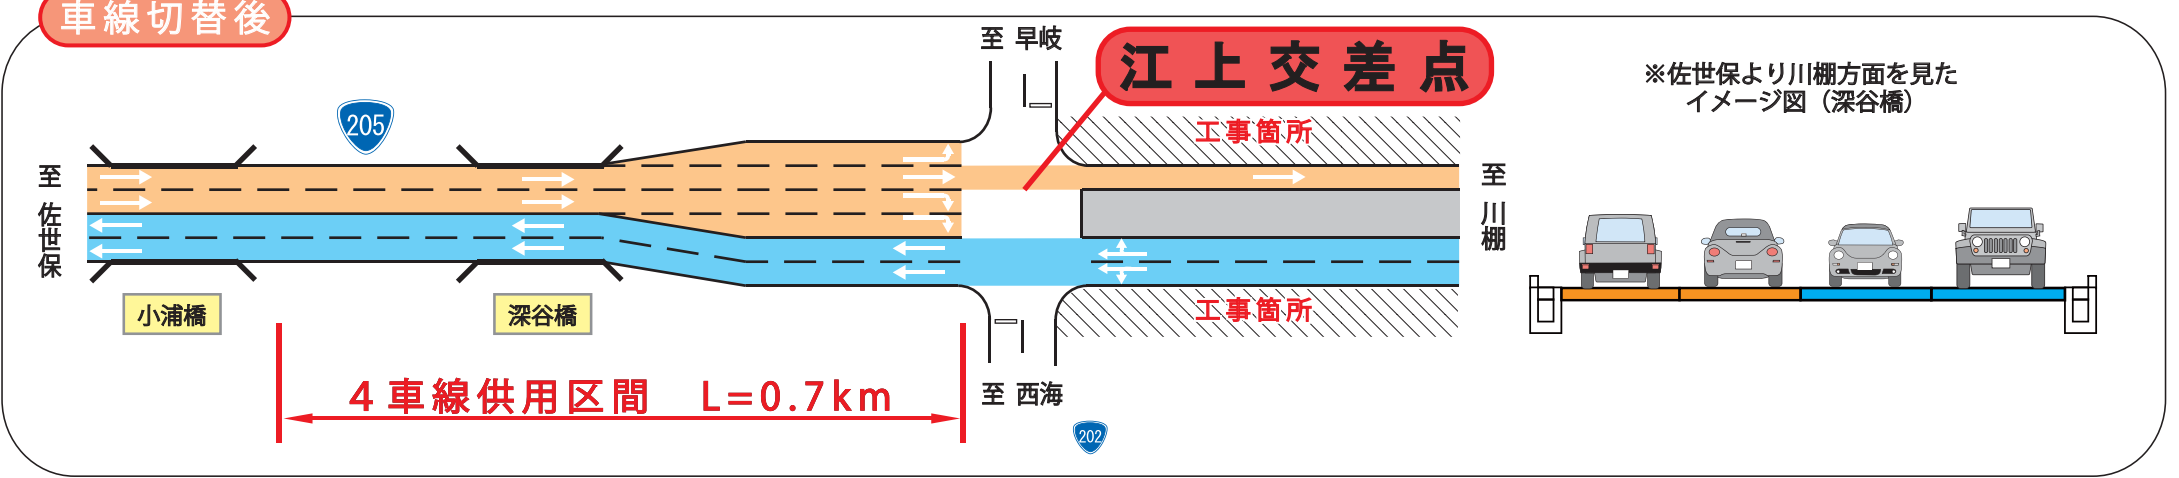 車線切替後
至 早岐
江上交差点
※佐世保より川棚方面を見た
イメージ図（深谷橋）
205
工事箇所
至 佐世保
至 川棚
小浦橋
深谷橋
工事箇所
4車線供用区間 L=0.7km
至 西海
202